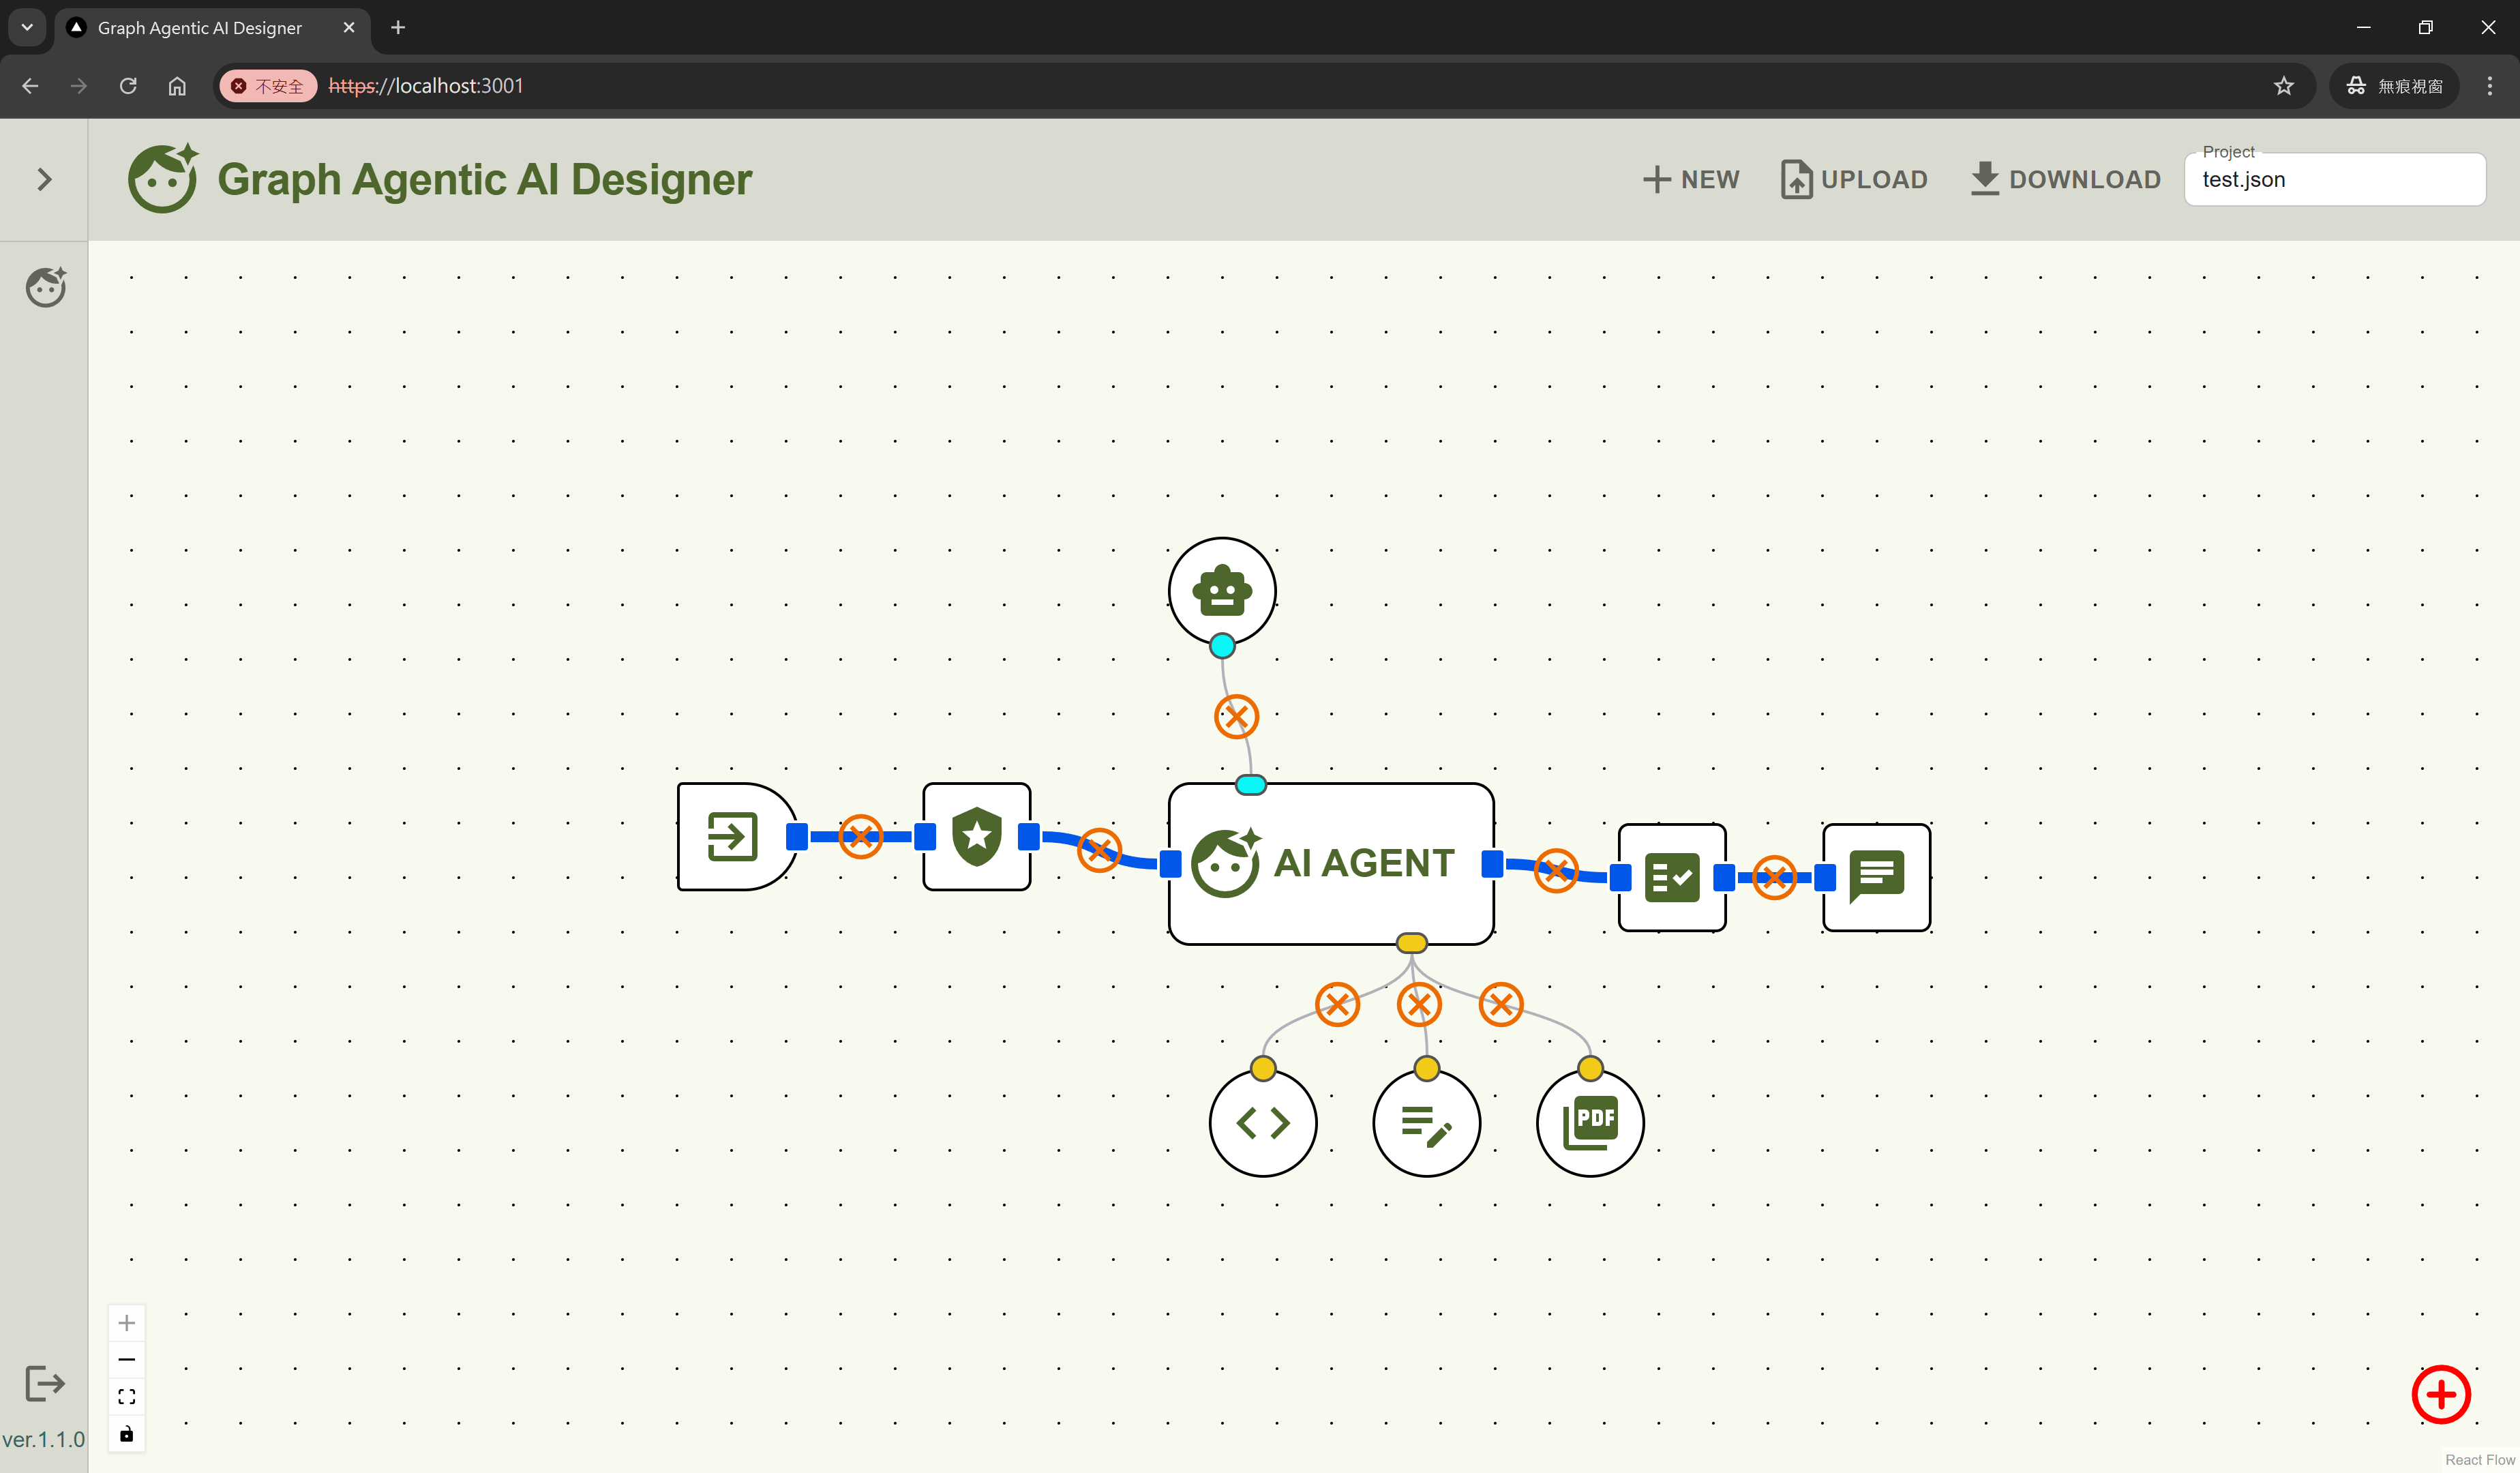 Graph Agentic AI Designer
不安全
https://localhost:3001
無痕視窗
Graph Agentic AI Designer
NEW
UPLOAD
DOWNLOAD
Project
test.json
AI AGENT
PDF
ver.1.1.0
React Flow